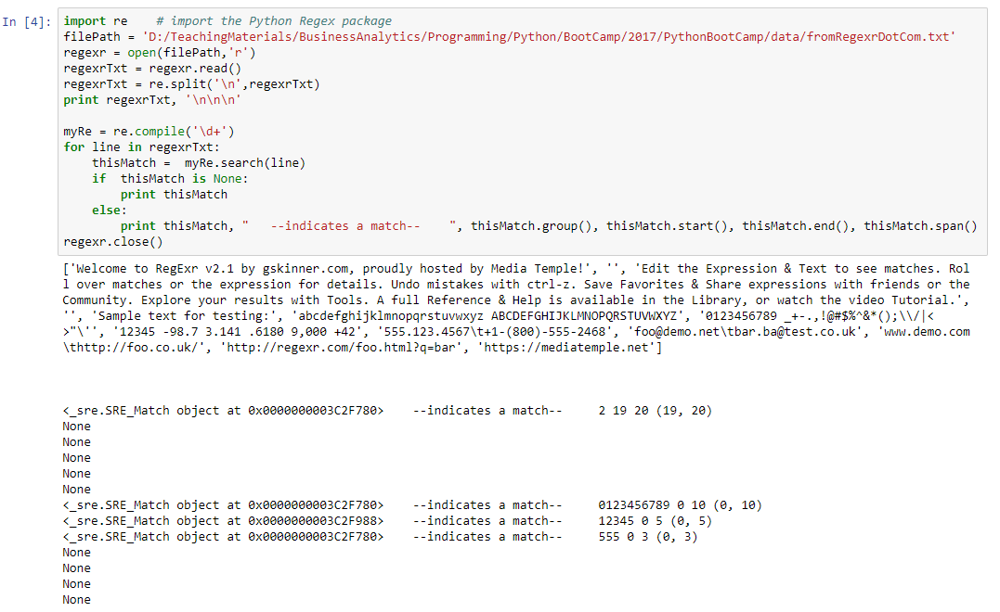 In [4]: import re    # import the Python Regex package
filePath = 'D:/TeachingMaterials/BusinessAnalytics/Programming/Python/BootCamp/2017/PythonBootCamp/data/fromRegexrDotCom.txt'
regexr = open(filePath,'r')
regexrTxt = regexr.read()
regexrTxt = re.split('\n',regexrTxt)
print regexrTxt, '\n\n\n'

myRe = re.compile('\d+')
for line in regexrTxt:
    thisMatch =  myRe.search(line)
    if  thisMatch is None:
        print thisMatch
    else:
        print thisMatch, "   --indicates a match--    ", thisMatch.group(), thisMatch.start(), thisMatch.end(), thisMatch.span()
regexr.close()

['Welcome to RegExr v2.1 by gskinner.com, proudly hosted by Media Temple!', '', 'Edit the Expression & Text to see matches. Rol
l over matches or the expression for details. Undo mistakes with ctrl-z. Save Favorites & Share expressions with friends or the
Community. Explore your results with Tools. A full Reference & Help is available in the Library, or watch the video Tutorial.',
'', 'Sample text for testing:', 'abcdefghijklmnopqrstuvwxyz ABCDEFGHIJKLMNOPQRSTUVWXYZ', '0123456789 _+-.,!@#$%^&*();\\/|<
>"\'', '12345 -98.7 3.141 .6180 9,000 +42', '555.123.4567\t+1-(800)-555-2468', 'foo@demo.net\tbar.ba@test.co.uk', 'www.demo.com
\thttp://foo.co.uk/', 'http://regexr.com/foo.html?q=bar', 'https://mediatemple.net']

<_sre.SRE_Match object at 0x0000000003C2F780>    --indicates a match--     2 19 20 (19, 20)
None
None
None
None
None
<_sre.SRE_Match object at 0x0000000003C2F780>    --indicates a match--     0123456789 0 10 (0, 10)
<_sre.SRE_Match object at 0x0000000003C2F988>    --indicates a match--     12345 0 5 (0, 5)
<_sre.SRE_Match object at 0x0000000003C2F780>    --indicates a match--     555 0 3 (0, 3)
None
None
None
None